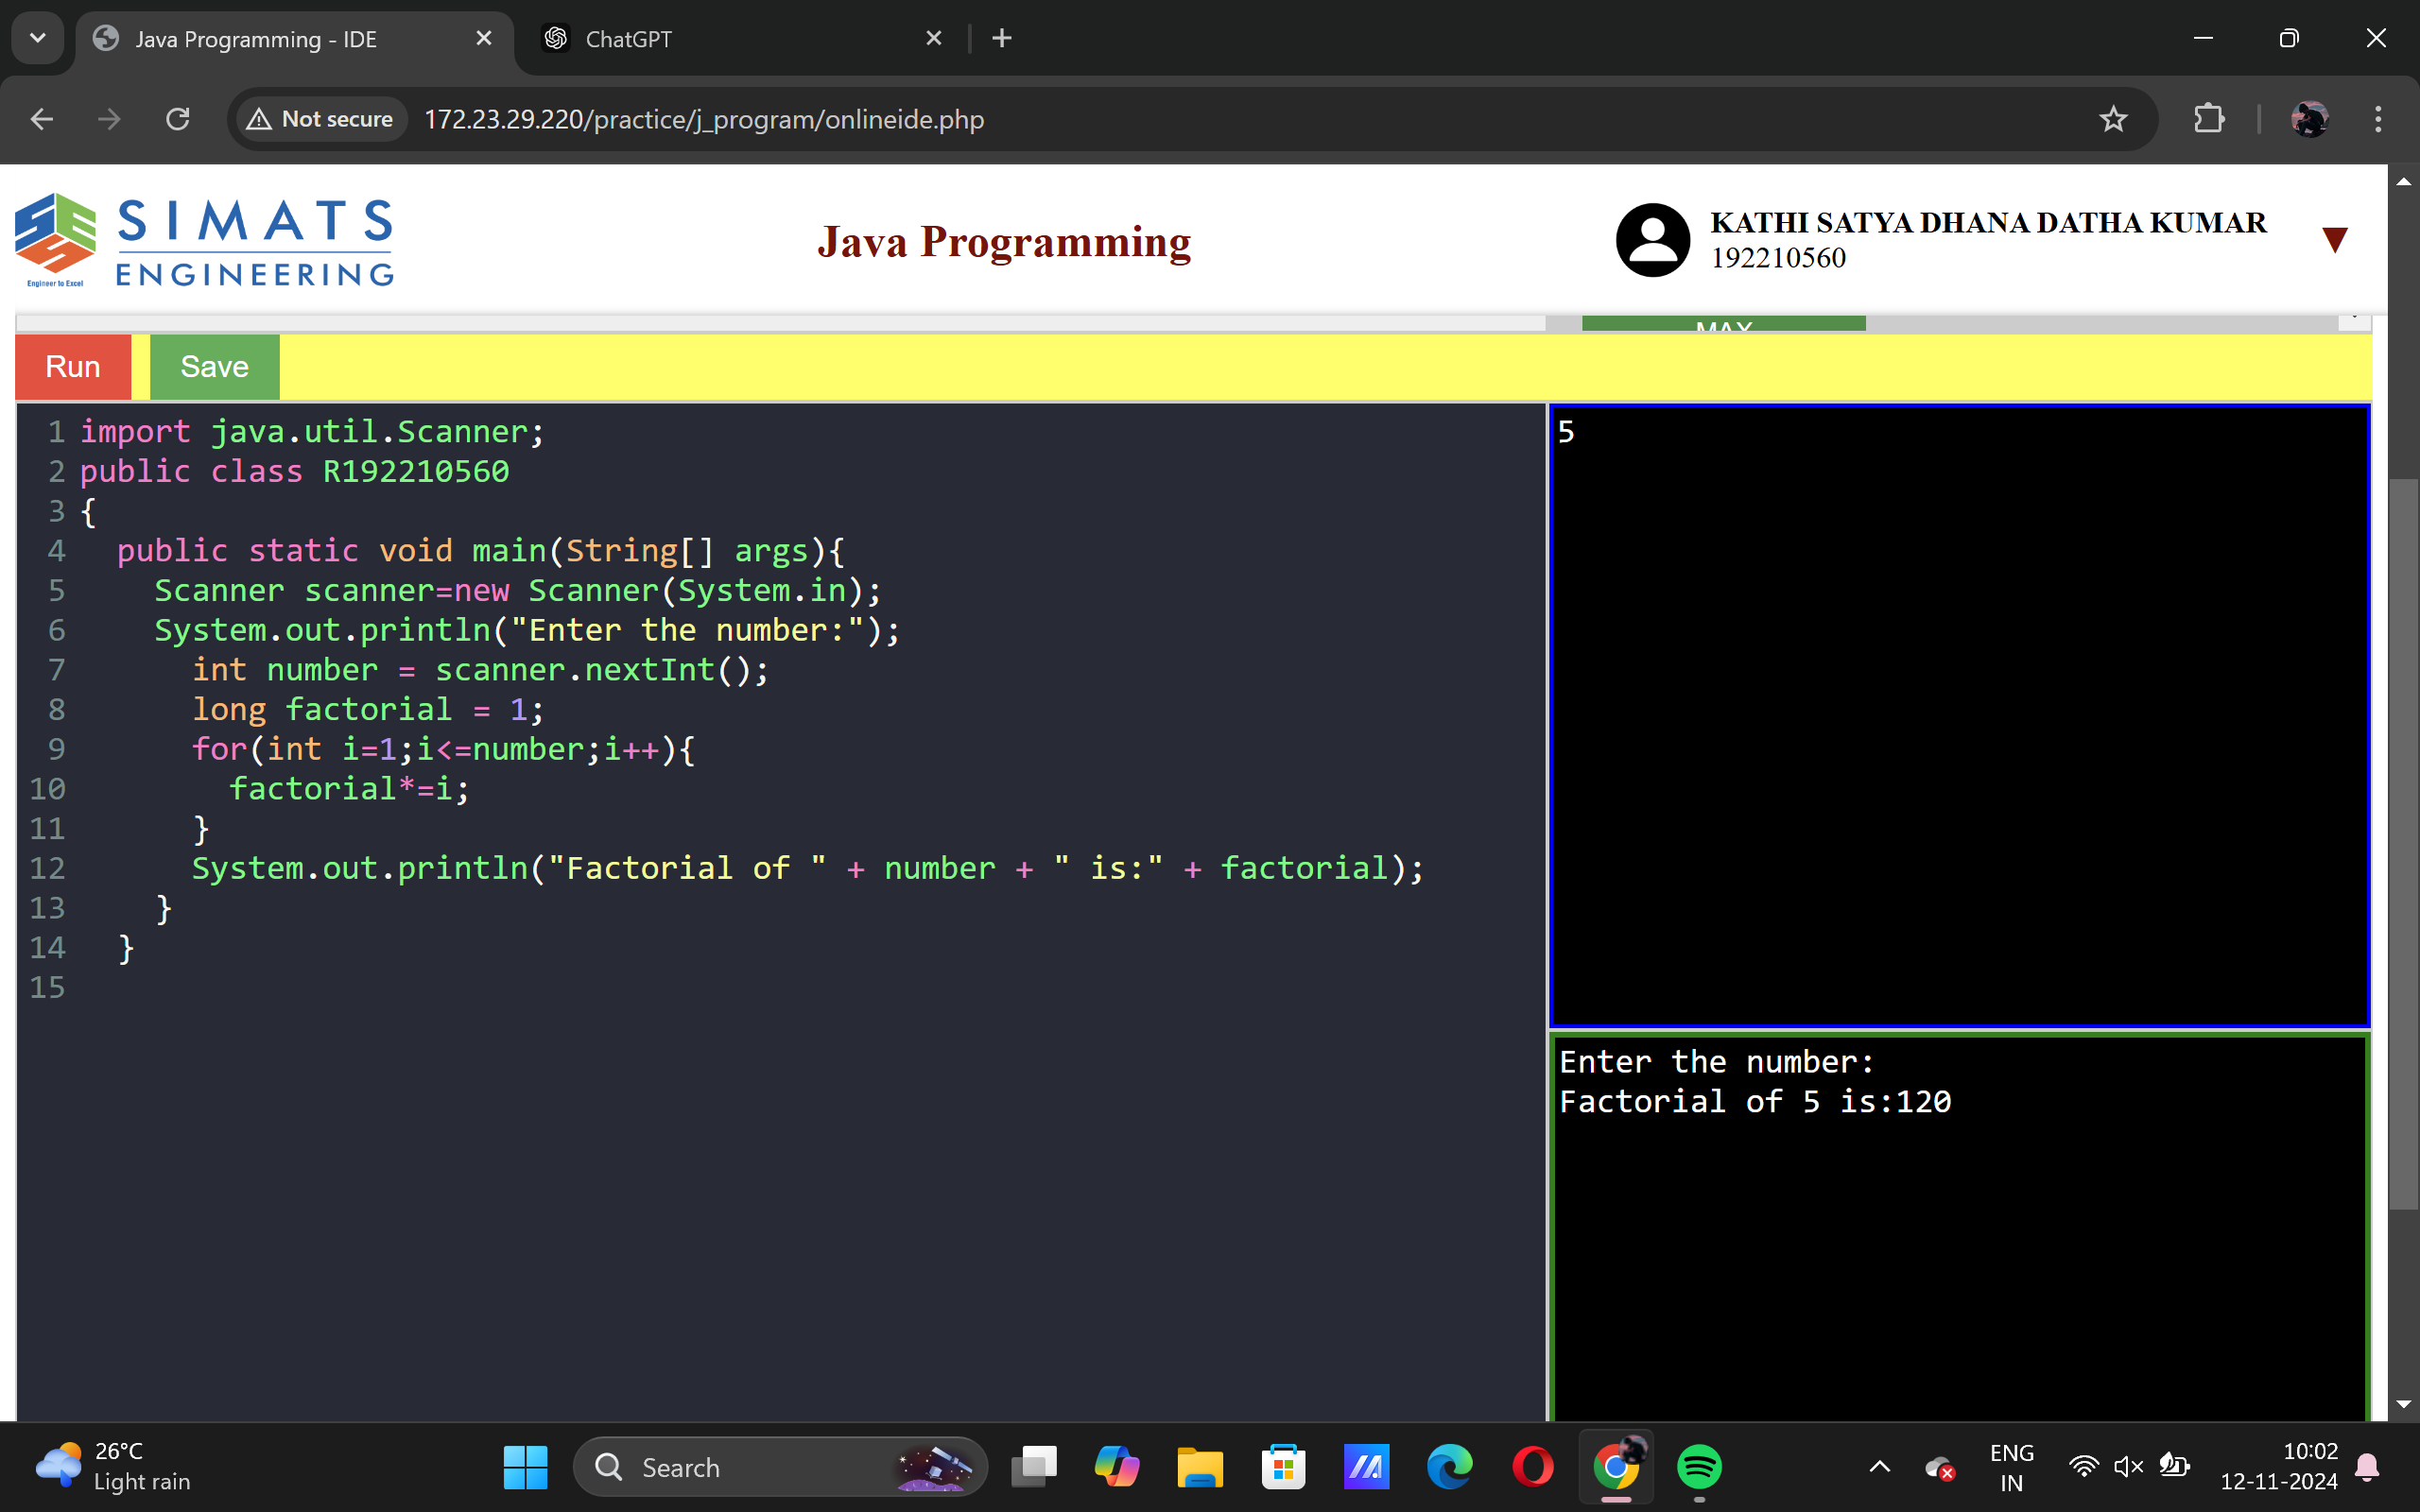 Java Programming - IDE
ChatGPT
Not secure
172.23.29.220/practice/j_program/onlineide.php
SIMATS
ENGINEERING
Engineer to Excel
Java Programming
KATHI SATYA DHANA DATHA KUMAR
192210560
MAX
Run
Save
1 import java.util.Scanner;
2 public class R192210560
3 {
4   public static void main(String[] args){
5     Scanner scanner=new Scanner(System.in);
6     System.out.println("Enter the number:");
7       int number = scanner.nextInt();
8       long factorial = 1;
9       for(int i=1;i<=number;i++){
10         factorial*=i;
11       }
12       System.out.println("Factorial of " + number + " is:" + factorial);
13     }
14   }
15
5
Enter the number:
Factorial of 5 is:120
26°C
Light rain
Search
ENG
IN
10:02
12-11-2024